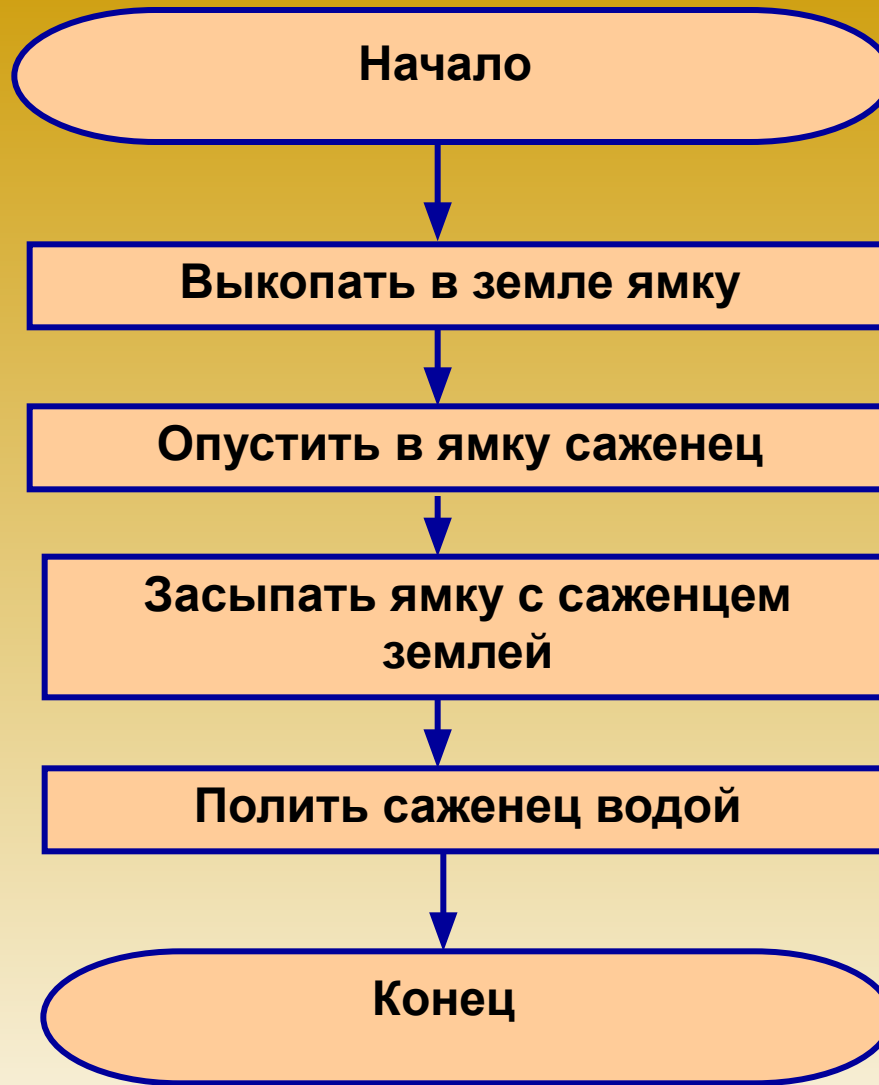 Начало
Выкопать в земле ямку
Опустить в ямку саженец
Засыпать ямку с саженцем
землей
Полить саженец водой
Конец